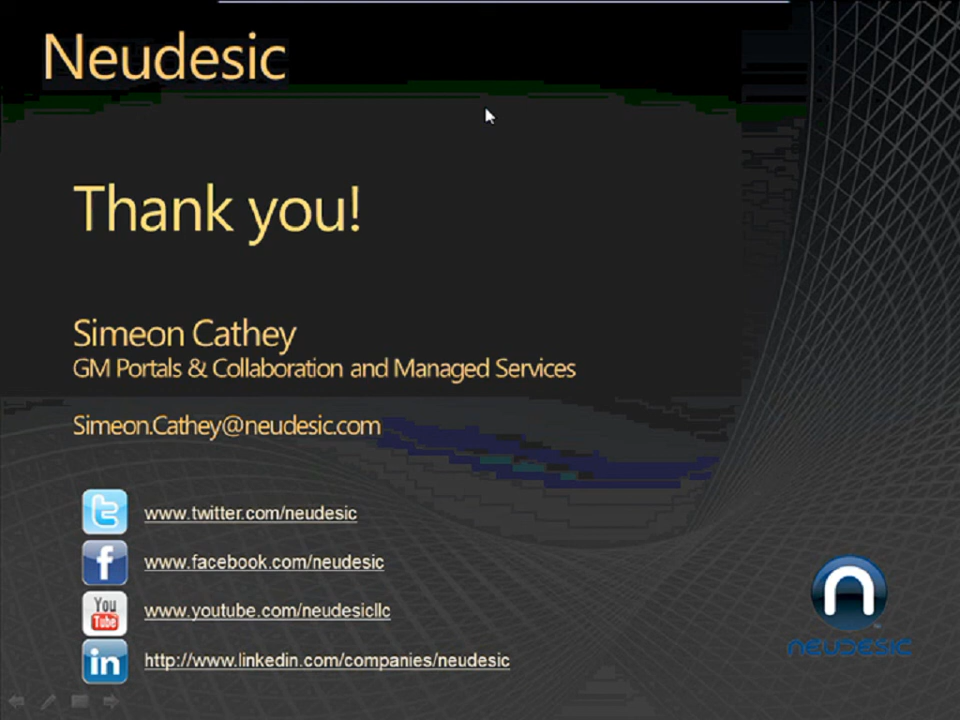 Neudesic
Thank you!
Simeon Cathey
GM Portals & Collaboration and Managed Services
Simeon.Cathey@neudesic.com
www.twitter.com/neudesic
www.facebook.com/neudesic
You
Tube
www.youtube.com/neudesicllc
in
http://www.linkedin.com/companies/neudesic
neudesic